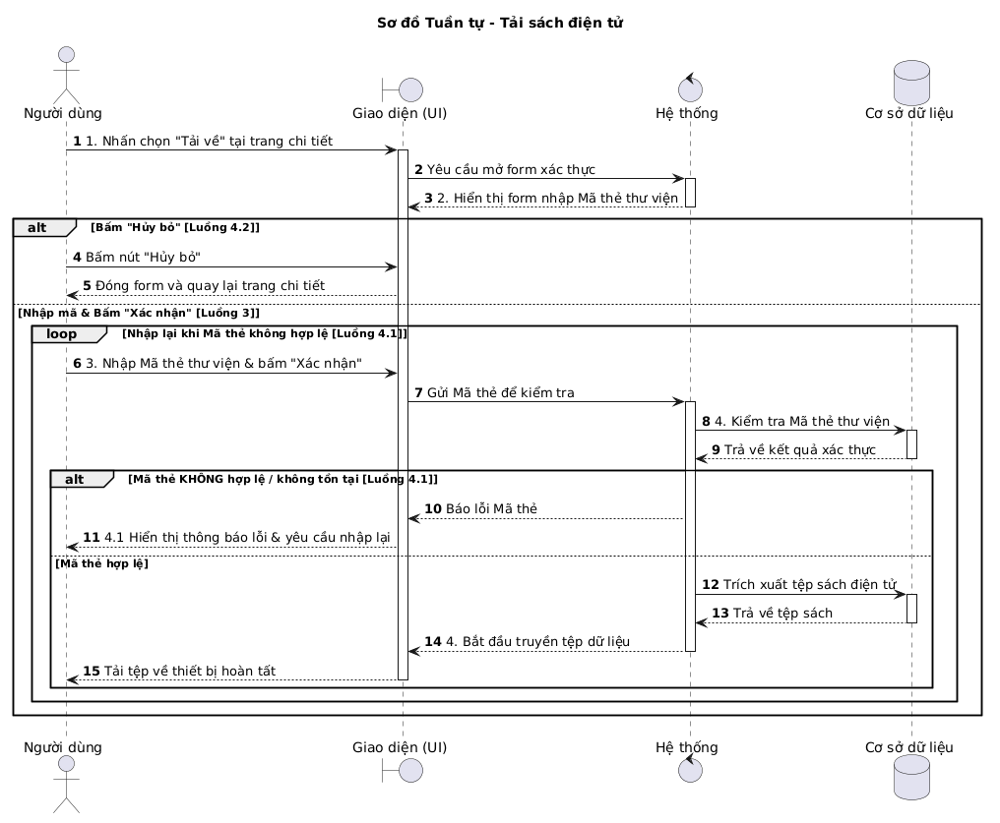 Sơ đồ Tuần tự - Tải sách điện tử
Người dùng
Giao diện (UI)
Hệ thống
Cơ sở dữ liệu
1 1. Nhấn chọn "Tải về" tại trang chi tiết
2 Yêu cầu mở form xác thực
3 2. Hiển thị form nhập Mã thẻ thư viện
alt [Bấm "Hủy bỏ" [Luồng 4.2]]
4 Bấm nút "Hủy bỏ"
5 Đóng form và quay lại trang chi tiết
[Nhập mã & Bấm "Xác nhận" [Luồng 3]]
loop [Nhập lại khi Mã thẻ không hợp lệ [Luồng 4.1]]
6 3. Nhập Mã thẻ thư viện & bấm "Xác nhận"
7 Gửi Mã thẻ để kiểm tra
8 4. Kiểm tra Mã thẻ thư viện
9 Trả về kết quả xác thực
alt [Mã thẻ KHÔNG hợp lệ / không tồn tại [Luồng 4.1]]
10 Báo lỗi Mã thẻ
11 4.1 Hiển thị thông báo lỗi & yêu cầu nhập lại
[Mã thẻ hợp lệ]
12 Trích xuất tệp sách điện tử
13 Trả về tệp sách
14 4. Bắt đầu truyền tệp dữ liệu
15 Tải tệp về thiết bị hoàn tất
Người dùng
Giao diện (UI)
Hệ thống
Cơ sở dữ liệu